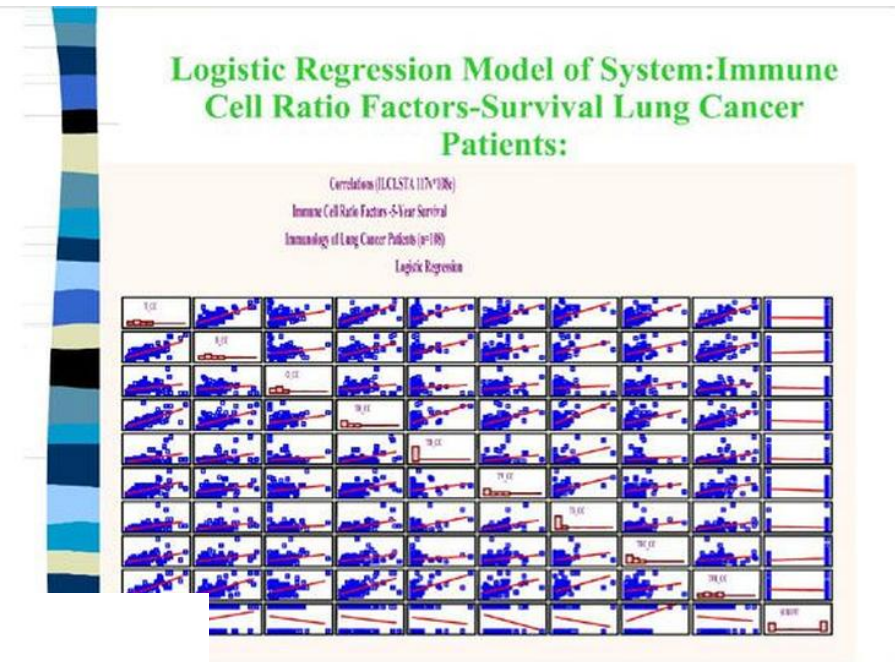 Logistic Regression Model of System:Immune
Cell Ratio Factors-Survival Lung Cancer
Patients:
Correlations (ILCLSTA 117v*108c)
Immune Cell Ratio Factors -5-Year Survival
Immunology of Lung Cancer Patients (n=108)
Logistic Regression